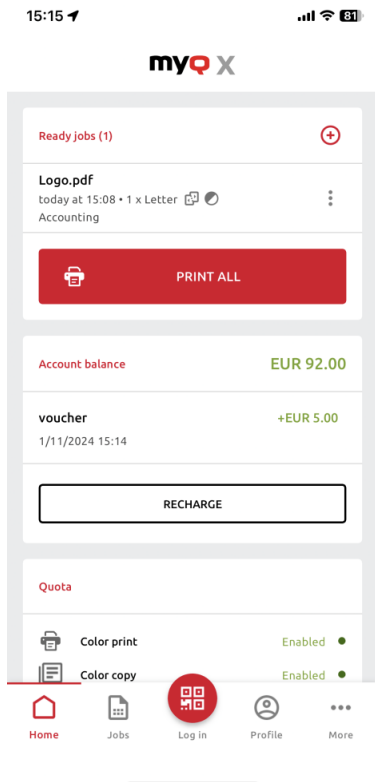 15:15
81
myQ X
Ready jobs (1)
Logo.pdf
today at 15:08 • 1 x Letter
Accounting
PRINT ALL
Account balance EUR 92.00
voucher +EUR 5.00
1/11/2024 15:14
RECHARGE
Quota
Color print Enabled
Color copy Enabled
Home Jobs Log in Profile More